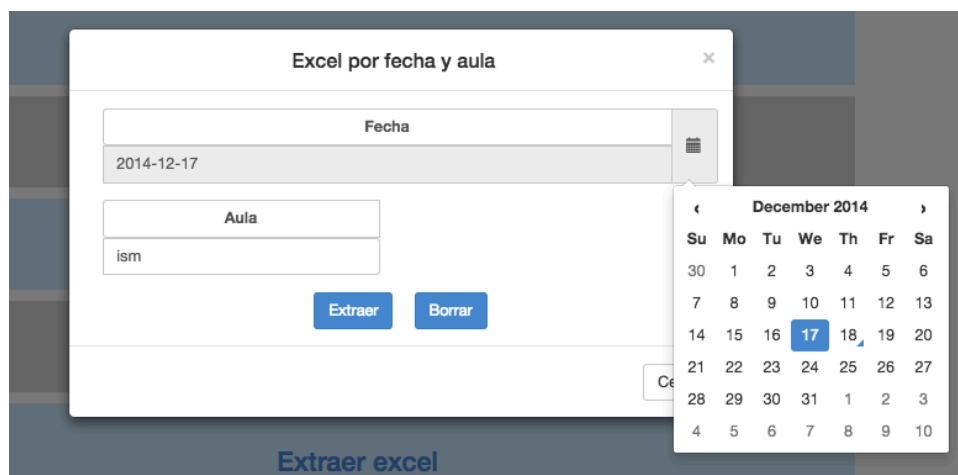 Excel por fecha y aula ×
Fecha
2014-12-17
Aula
ism
Extraer Borrar
‹ December 2014 ›
Su Mo Tu We Th Fr Sa
30 1 2 3 4 5 6
7 8 9 10 11 12 13
14 15 16 17 18 19 20
21 22 23 24 25 26 27
28 29 30 31 1 2 3
4 5 6 7 8 9 10
Extraer excel